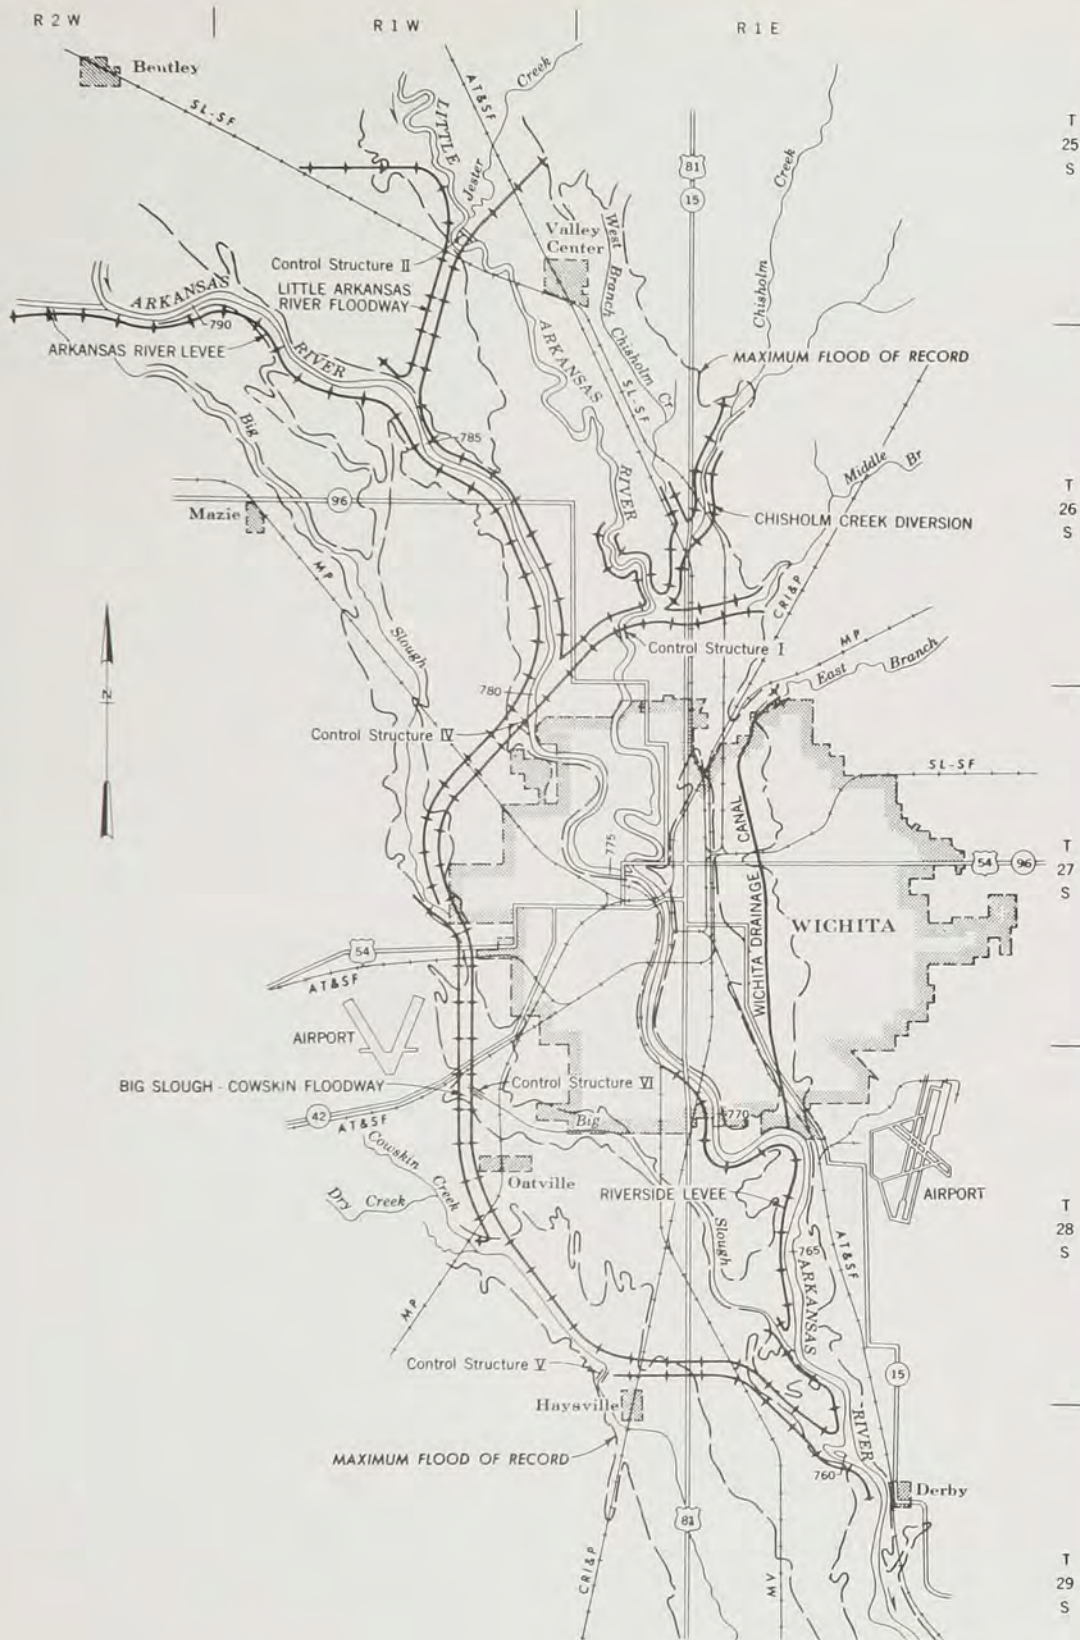 R 2 W
R 1 W
R 1 E
Bentley
SL-SF
AT&SF
Creek
LITTLE
Jester
T
25
S
81
15
Creek
Valley
Center
West
Branch
Chisholm
Cr
Chisholm
Control Structure II
LITTLE ARKANSAS
RIVER FLOODWAY
ARKANSAS
790
ARKANSAS RIVER LEVEE
RIVER
ARKANSAS
SL-SF
MAXIMUM FLOOD OF RECORD
Big
785
Middle Br
RIVER
96
Mazie
T
26
S
CHISHOLM CREEK DIVERSION
MP
CRI&P
Slough
MP
Control Structure I
East Branch
N
780
Control Structure IV
SL-SF
CANAL
775
54
96
T
27
S
WICHITA DRAINAGE
WICHITA
54
AT&SF
AIRPORT
BIG SLOUGH - COWSKIN FLOODWAY
Control Structure VI
42
AT&SF
770
Big
Cowskin
Creek
Dry Creek
Oatville
RIVERSIDE LEVEE
AIRPORT
T
28
S
Slough
765
AT&SF
ARKANSAS
MP
Control Structure V
15
Haysville
RIVER
MAXIMUM FLOOD OF RECORD
760
Derby
81
CRI&P
MV
T
29
S